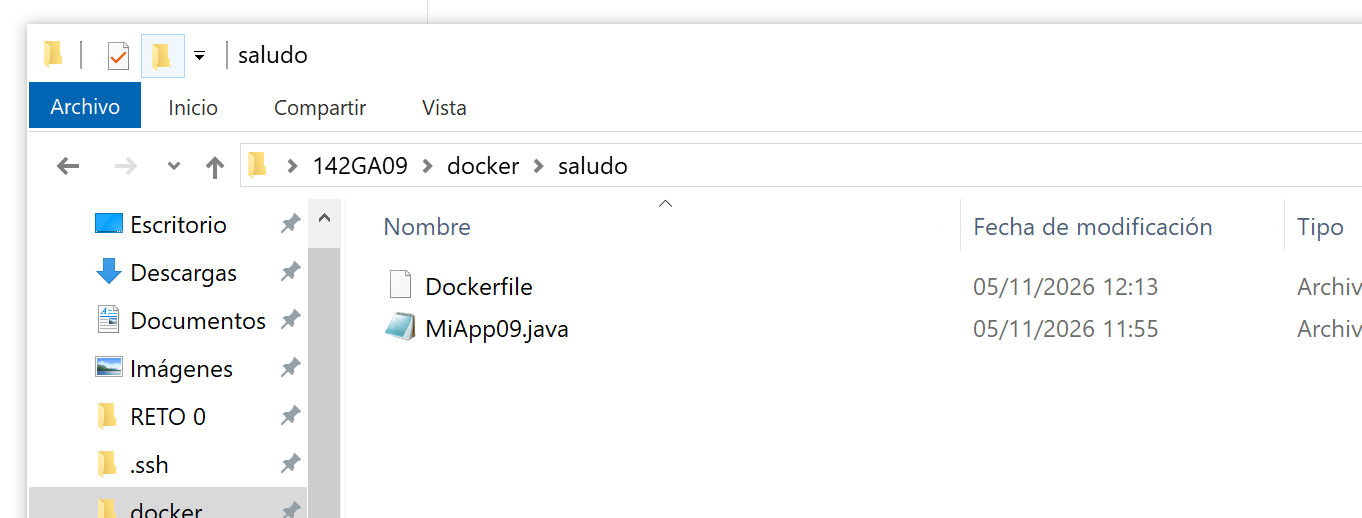 saludo
Archivo Inicio Compartir Vista
142GA09 docker saludo
Nombre Fecha de modificación Tipo
Escritorio
Descargas
Documentos
Imágenes
RETO 0
.ssh
docker
Dockerfile 05/11/2026 12:13 Archiv
MiApp09.java 05/11/2026 11:55 Archiv